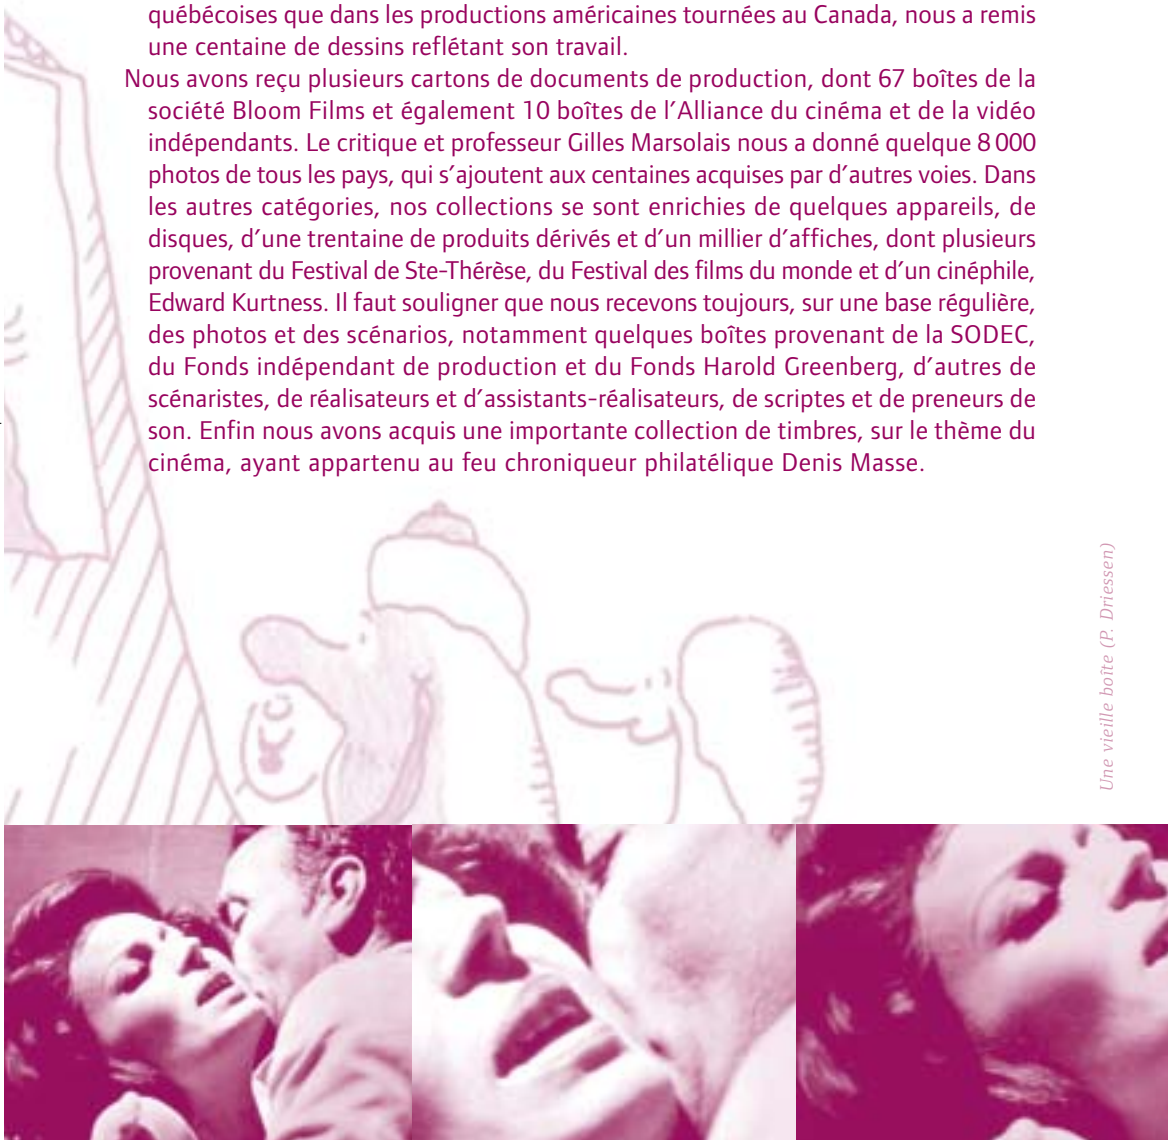 québécoises que dans les productions américaines tournées au Canada, nous a remis
une centaine de dessins reflétant son travail.
Nous avons reçu plusieurs cartons de documents de production, dont 67 boîtes de la
société Bloom Films et également 10 boîtes de l’Alliance du cinéma et de la vidéo
indépendants. Le critique et professeur Gilles Marsolais nous a donné quelque 8 000
photos de tous les pays, qui s’ajoutent aux centaines acquises par d’autres voies. Dans
les autres catégories, nos collections se sont enrichies de quelques appareils, de
disques, d’une trentaine de produits dérivés et d’un millier d’affiches, dont plusieurs
provenant du Festival de Ste-Thérèse, du Festival des films du monde et d’un cinéphile,
Edward Kurtness. Il faut souligner que nous recevons toujours, sur une base régulière,
des photos et des scénarios, notamment quelques boîtes provenant de la SODEC,
du Fonds indépendant de production et du Fonds Harold Greenberg, d’autres de
scénaristes, de réalisateurs et d’assistants-réalisateurs, de scriptes et de preneurs de
son. Enfin nous avons acquis une importante collection de timbres, sur le thème du
cinéma, ayant appartenu au feu chroniqueur philatélique Denis Masse.
Une vieille boîte (P. Driessen)